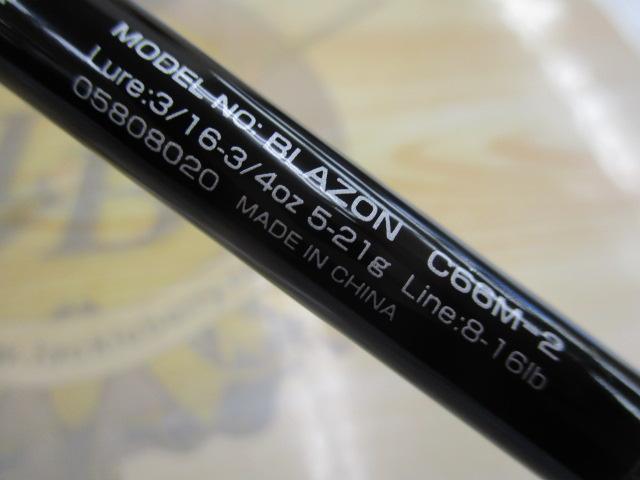 MODEL NO: BLAZON C66M-2
Lure:3/16-3/4oz 5-21g Line:8-16lb
05808020 MADE IN CHINA